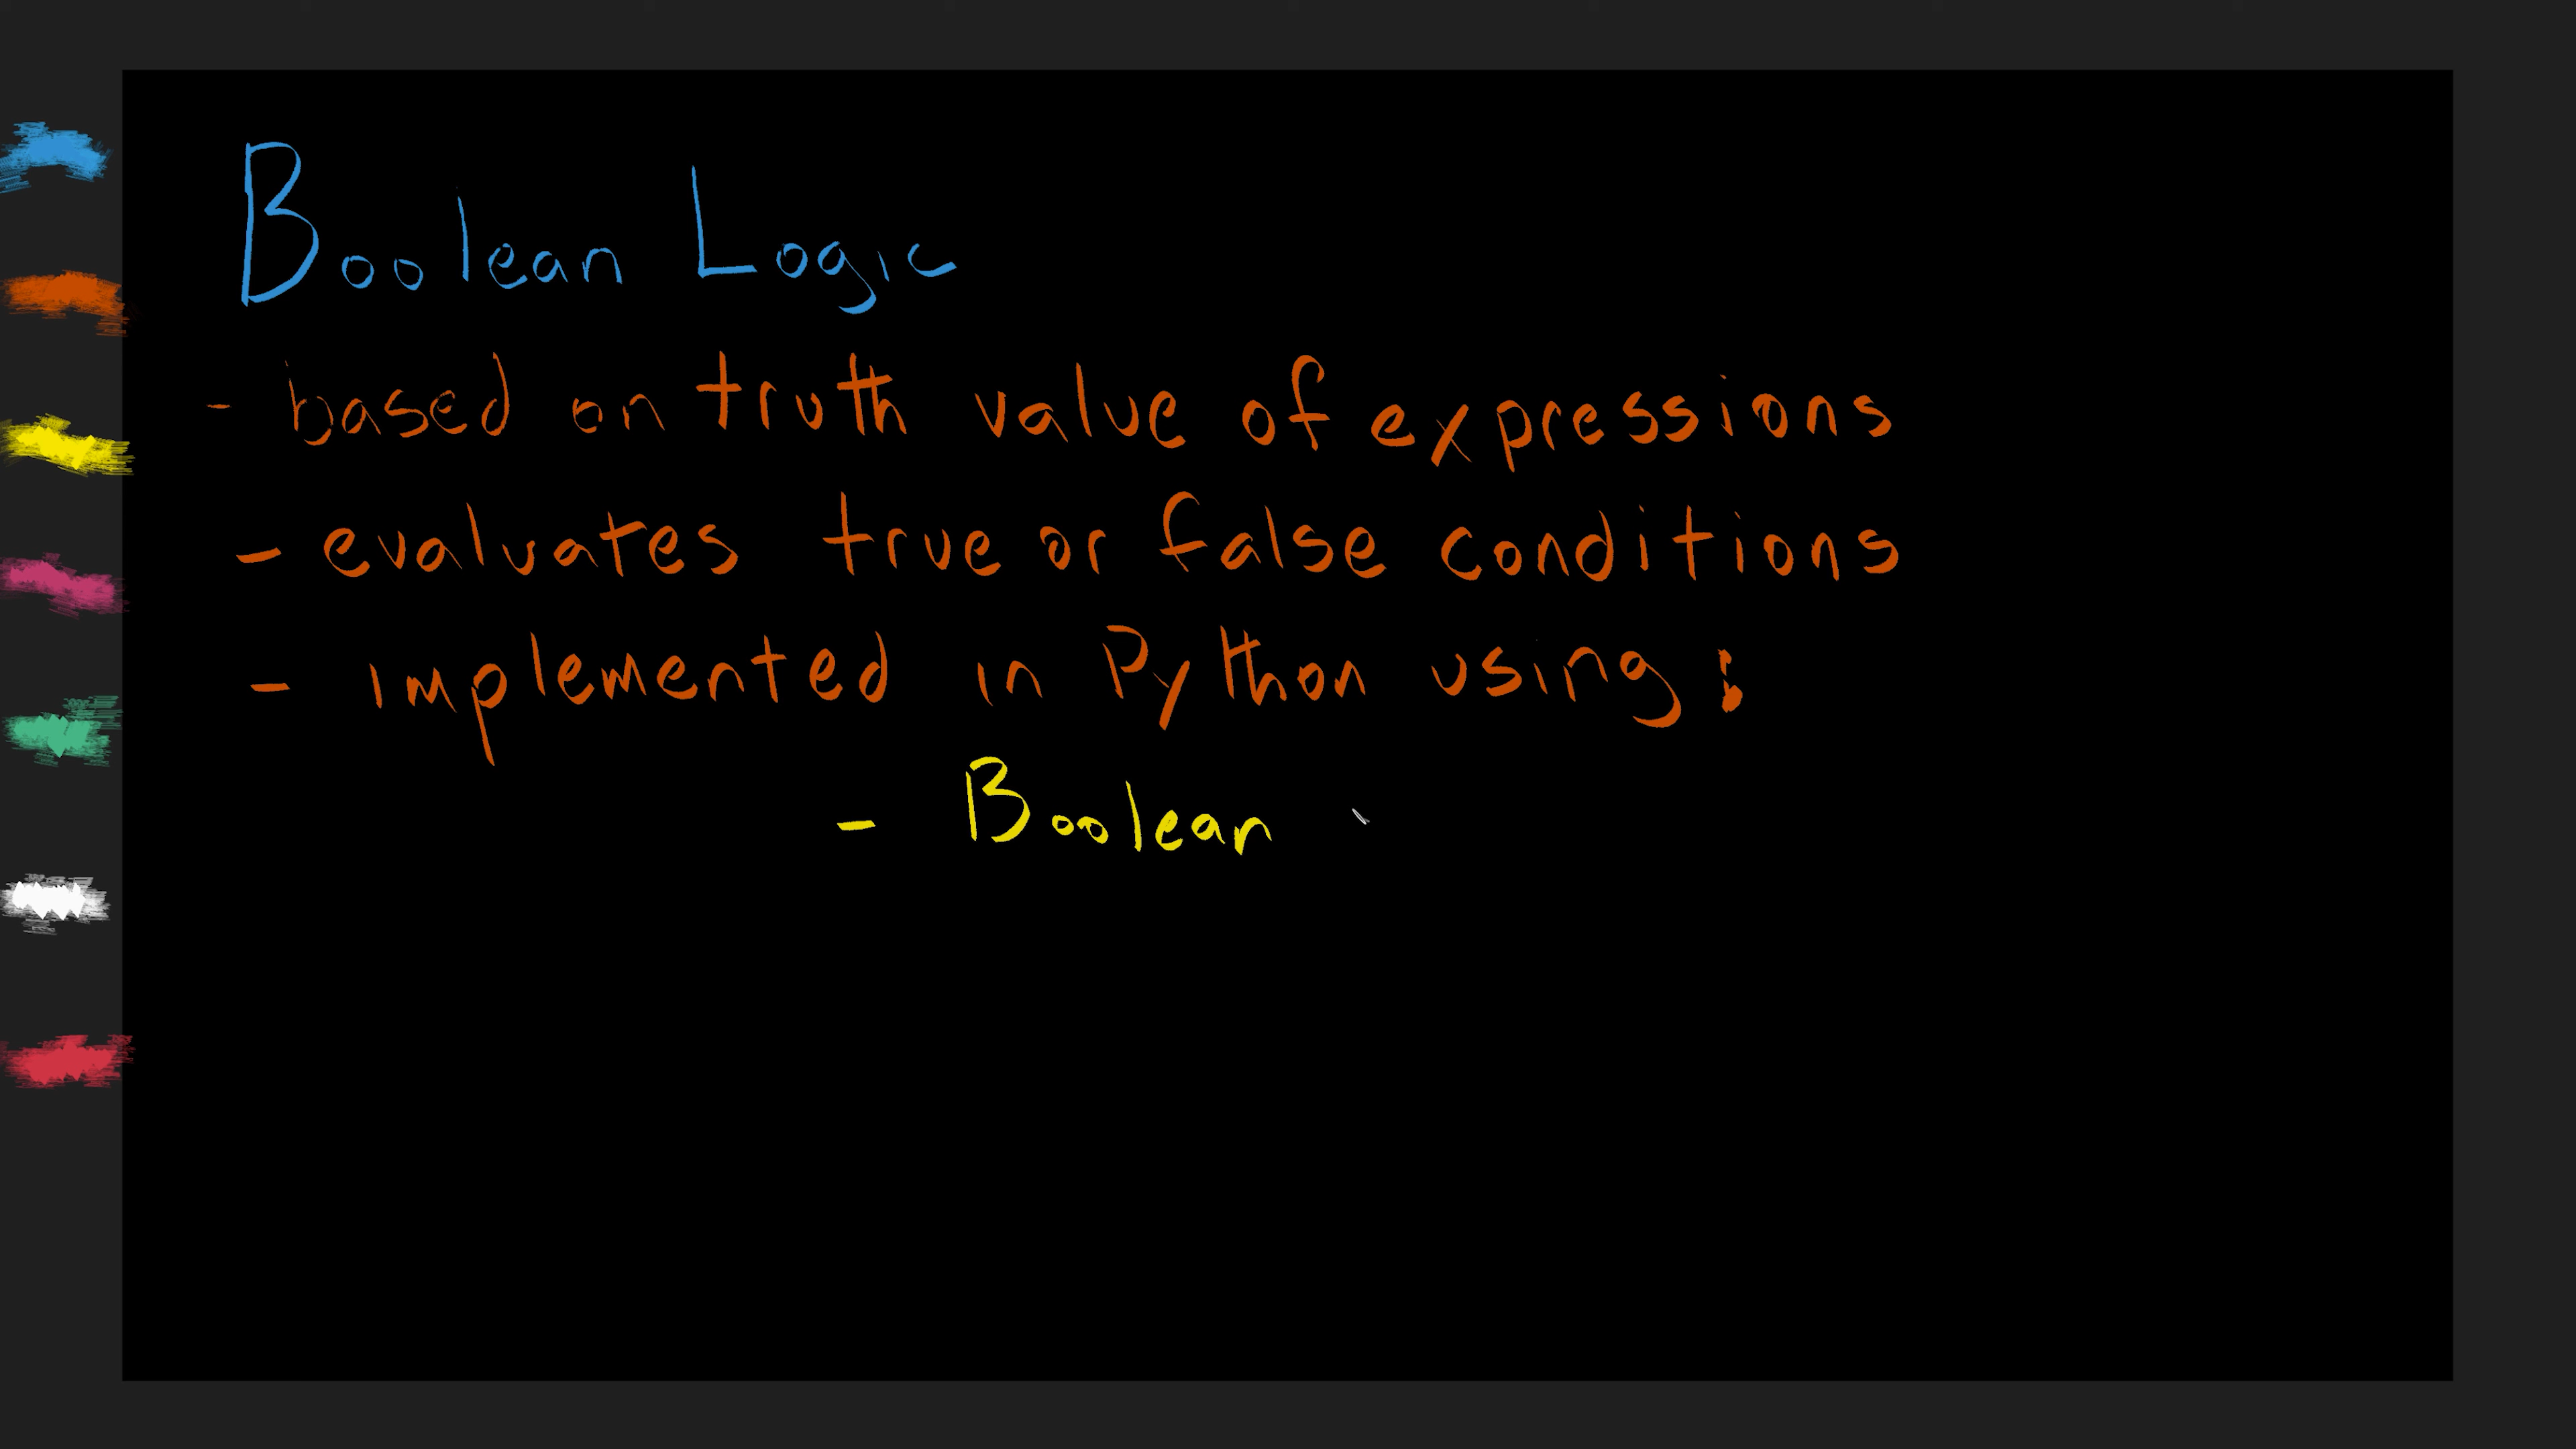 Boolean Logic
- based on truth value of expressions
- evaluates true or false conditions
- implemented in Python using:
- Boolean